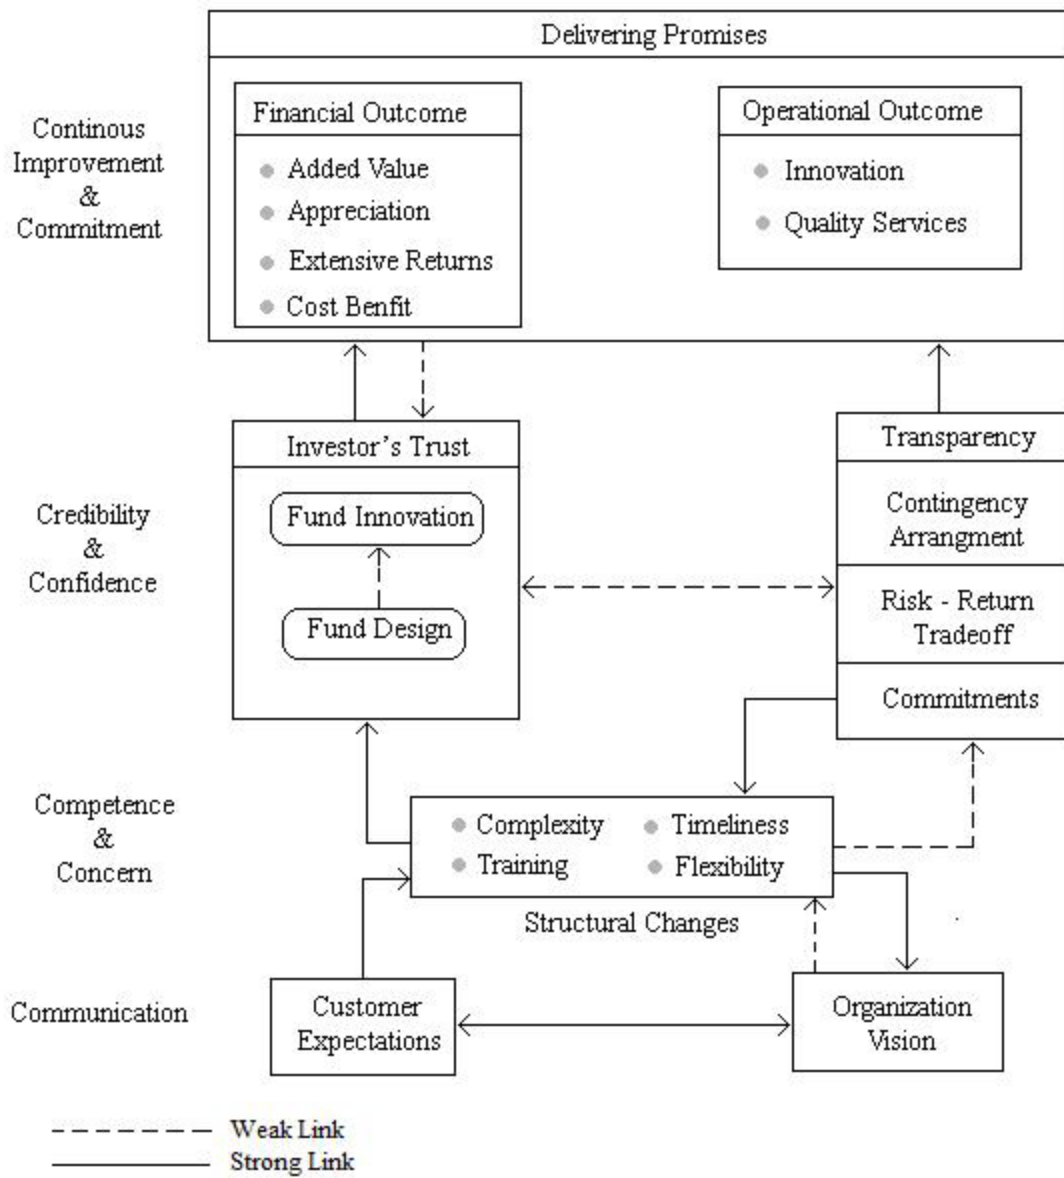 Delivering Promises
Continous
Improvement
&
Commitment
Financial Outcome
Added Value
Appreciation
Extensive Returns
Cost Benfit
Operational Outcome
Innovation
Quality Services
Credibility
&
Confidence
Investor's Trust
Fund Innovation
Fund Design
Transparency
Contingency
Arrangment
Risk - Return
Tradeoff
Commitments
Competence
&
Concern
Complexity
Timeliness
Training
Flexibility
Structural Changes
Communication
Customer
Expectations
Organization
Vision
Weak Link
Strong Link